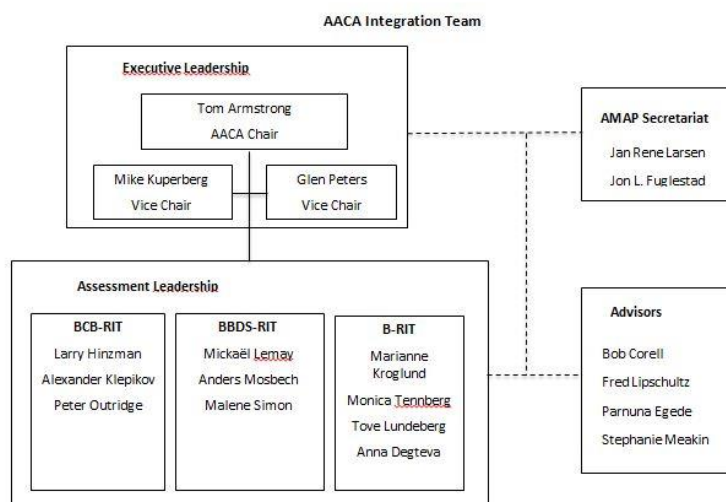 AACA Integration Team
Executive Leadership
Tom Armstrong
AACA Chair
Mike Kuperberg
Vice Chair
Glen Peters
Vice Chair
AMAP Secretariat
Jan Rene Larsen
Jon L. Fuglestad
Assessment Leadership
BCB-RIT
Larry Hinzman
Alexander Klepikov
Peter Outridge
BBDS-RIT
Mickaël Lemay
Anders Mosbech
Malene Simon
B-RIT
Marianne
Kroglund
Monica Tennberg
Tove Lundeberg
Anna Degteva
Advisors
Bob Corell
Fred Lipschultz
Parnuna Egede
Stephanie Meakin